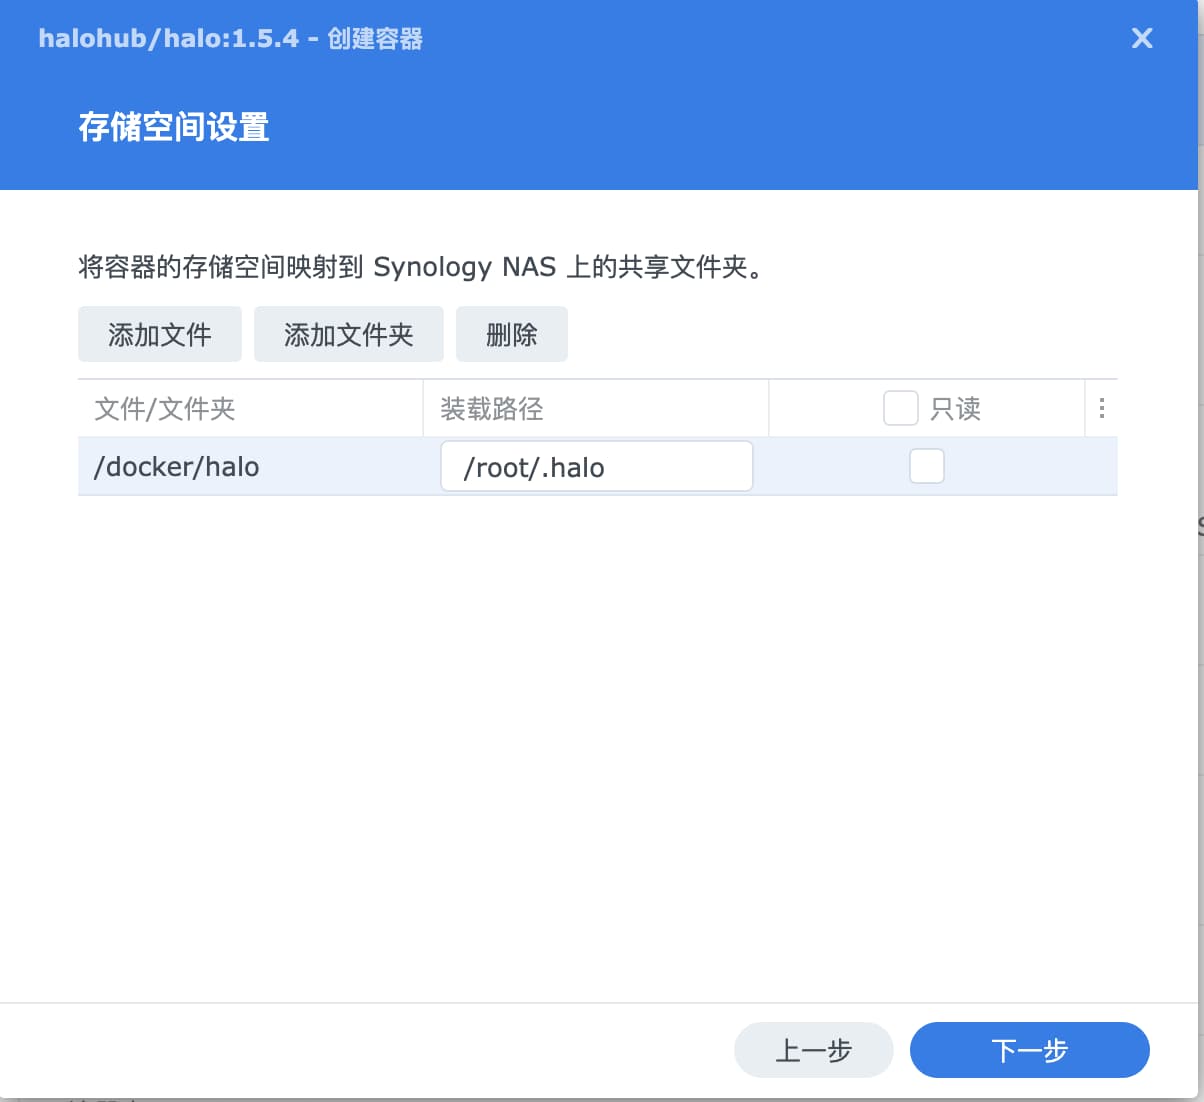 halohub/halo:1.5.4 - 创建容器
存储空间设置
将容器的存储空间映射到 Synology NAS 上的共享文件夹。
添加文件 添加文件夹 删除
文件/文件夹 装载路径 只读
/docker/halo /root/.halo
上一步 下一步